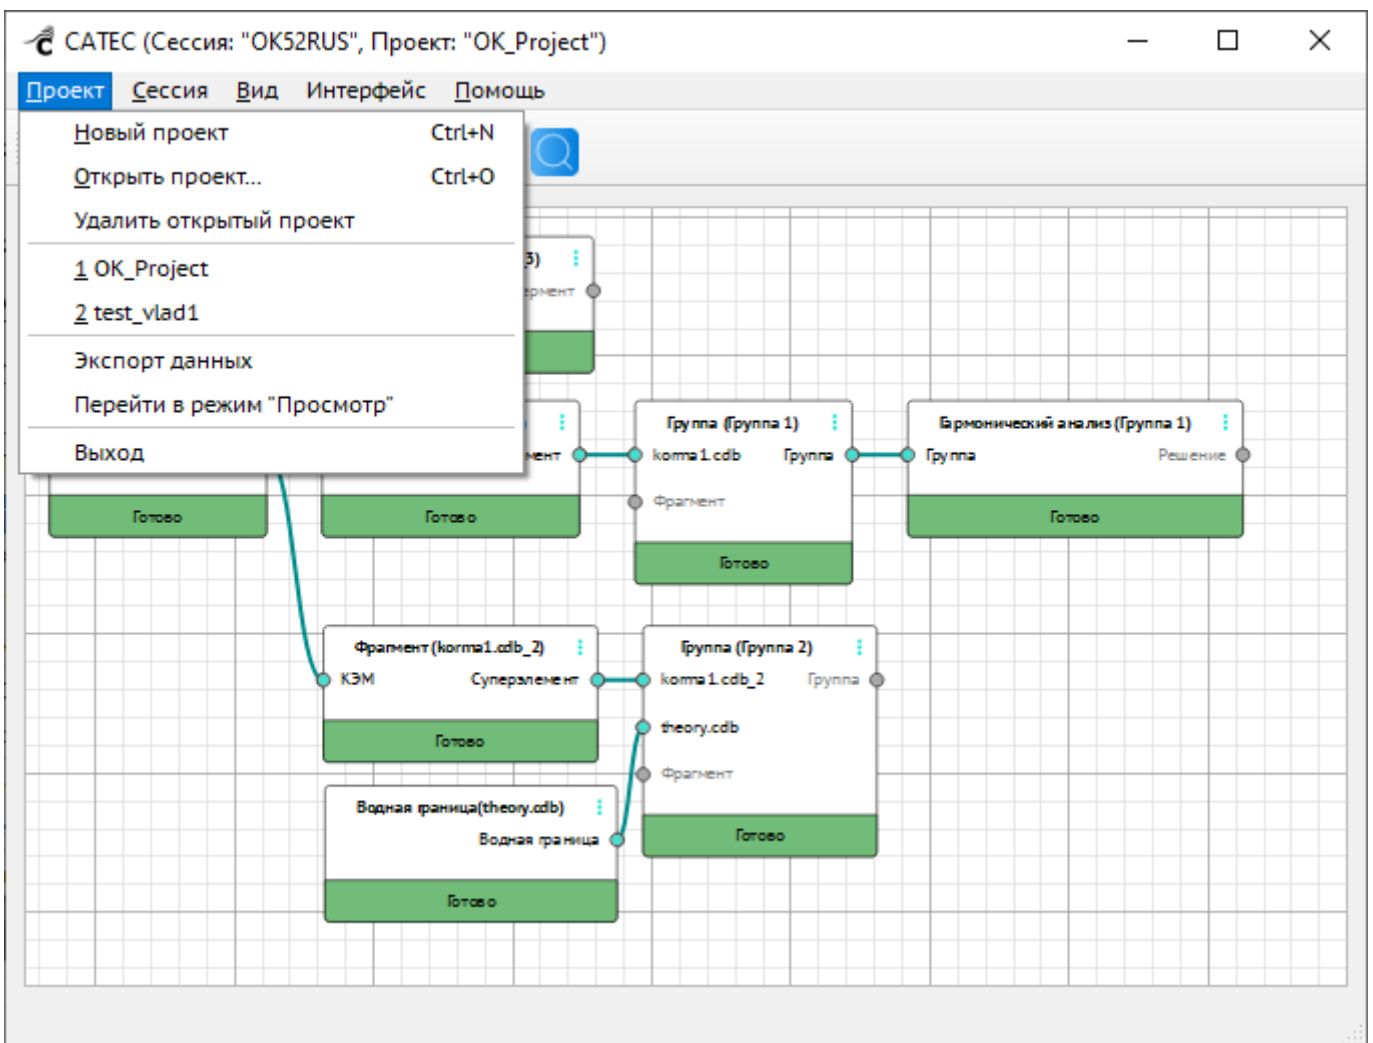 CATEC (Сессия: "OK52RUS", Проект: "OK_Project")
Проект Сессия Вид Интерфейс Помощь
Новый проект Ctrl+N
Открыть проект... Ctrl+O
Удалить открытый проект
1 OK_Project
2 test_vlad1
Экспорт данных
Перейти в режим "Просмотр"
Выход
Готово
Готово
Группа (Группа 1)
korma1.cdb Группа
Фрагмент
Готово
Гармонический анализ (Группа 1)
Группа Решение
Готово
Фрагмент (korma1.cdb_2)
КЭМ Суперэлемент
Готово
Группа (Группа 2)
korma1.cdb_2 Группа
theory.cdb
Фрагмент
Готово
Водная граница(theory.cdb)
Водная граница
Готово